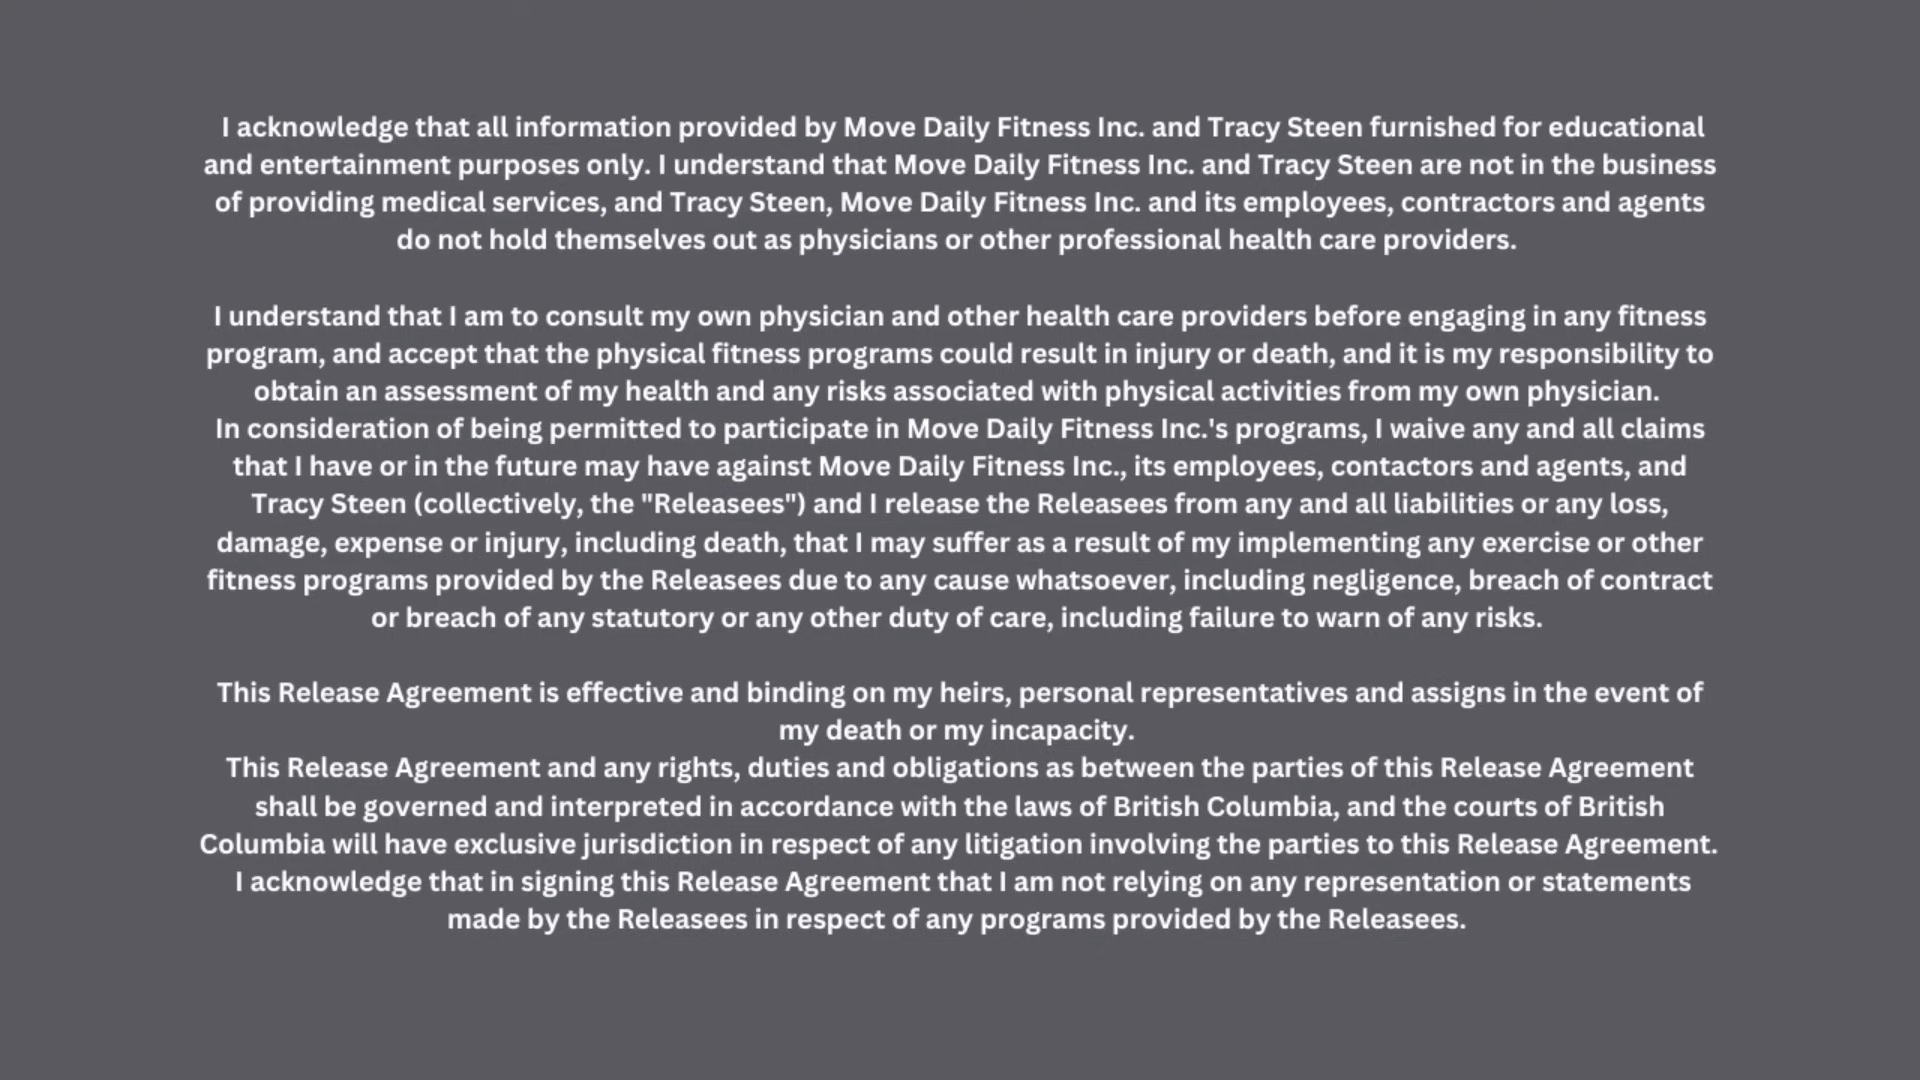 I acknowledge that all information provided by Move Daily Fitness Inc. and Tracy Steen furnished for educational
and entertainment purposes only. I understand that Move Daily Fitness Inc. and Tracy Steen are not in the business
of providing medical services, and Tracy Steen, Move Daily Fitness Inc. and its employees, contractors and agents
do not hold themselves out as physicians or other professional health care providers.
I understand that I am to consult my own physician and other health care providers before engaging in any fitness
program, and accept that the physical fitness programs could result in injury or death, and it is my responsibility to
obtain an assessment of my health and any risks associated with physical activities from my own physician.
In consideration of being permitted to participate in Move Daily Fitness Inc.'s programs, I waive any and all claims
that I have or in the future may have against Move Daily Fitness Inc., its employees, contactors and agents, and
Tracy Steen (collectively, the "Releasees") and I release the Releasees from any and all liabilities or any loss,
damage, expense or injury, including death, that I may suffer as a result of my implementing any exercise or other
fitness programs provided by the Releasees due to any cause whatsoever, including negligence, breach of contract
or breach of any statutory or any other duty of care, including failure to warn of any risks.
This Release Agreement is effective and binding on my heirs, personal representatives and assigns in the event of
my death or my incapacity.
This Release Agreement and any rights, duties and obligations as between the parties of this Release Agreement
shall be governed and interpreted in accordance with the laws of British Columbia, and the courts of British
Columbia will have exclusive jurisdiction in respect of any litigation involving the parties to this Release Agreement.
I acknowledge that in signing this Release Agreement that I am not relying on any representation or statements
made by the Releasees in respect of any programs provided by the Releasees.